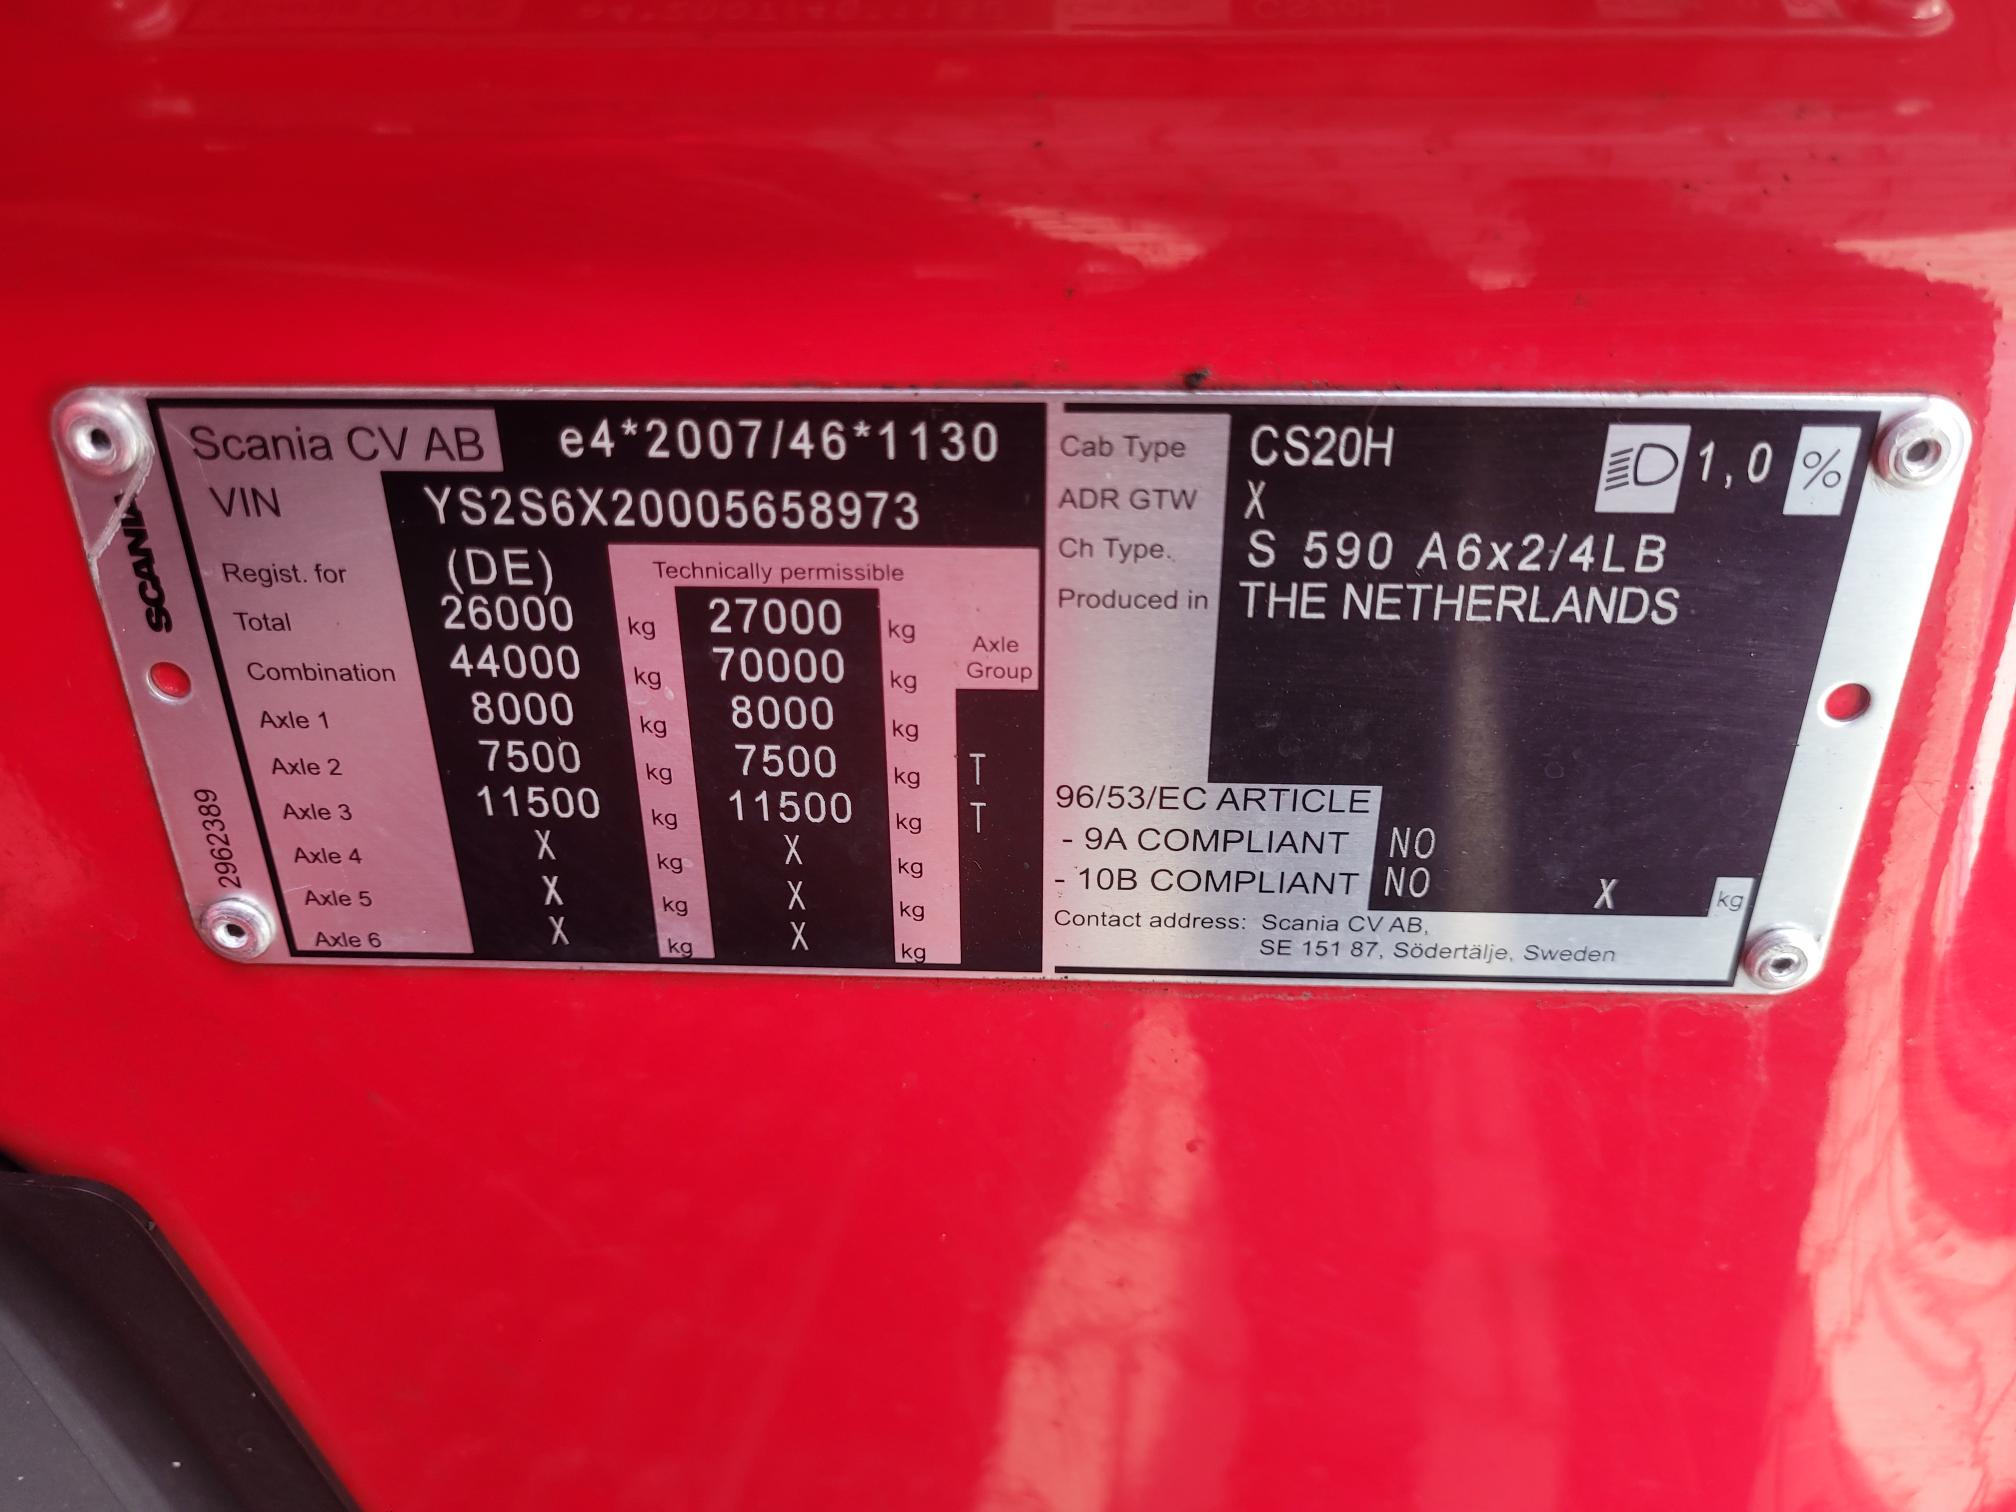 Scania CV AB e4*2007/46*1130
VIN YS2S6X20005658973
Regist. for (DE) Technically permissible
Total 26000 kg 27000 kg
Combination 44000 kg 70000 kg Axle Group
Axle 1 8000 kg 8000 kg
Axle 2 7500 kg 7500 kg T
Axle 3 11500 kg 11500 kg T
Axle 4 X kg X kg
Axle 5 X kg X kg
Axle 6 X kg X kg
SCANIA
2962389
Cab Type CS20H 1,0 %
ADR GTW X
Ch Type. S 590 A6x2/4LB
Produced in THE NETHERLANDS
96/53/EC ARTICLE
- 9A COMPLIANT NO
- 10B COMPLIANT NO X kg
Contact address: Scania CV AB,
SE 151 87, Södertälje, Sweden